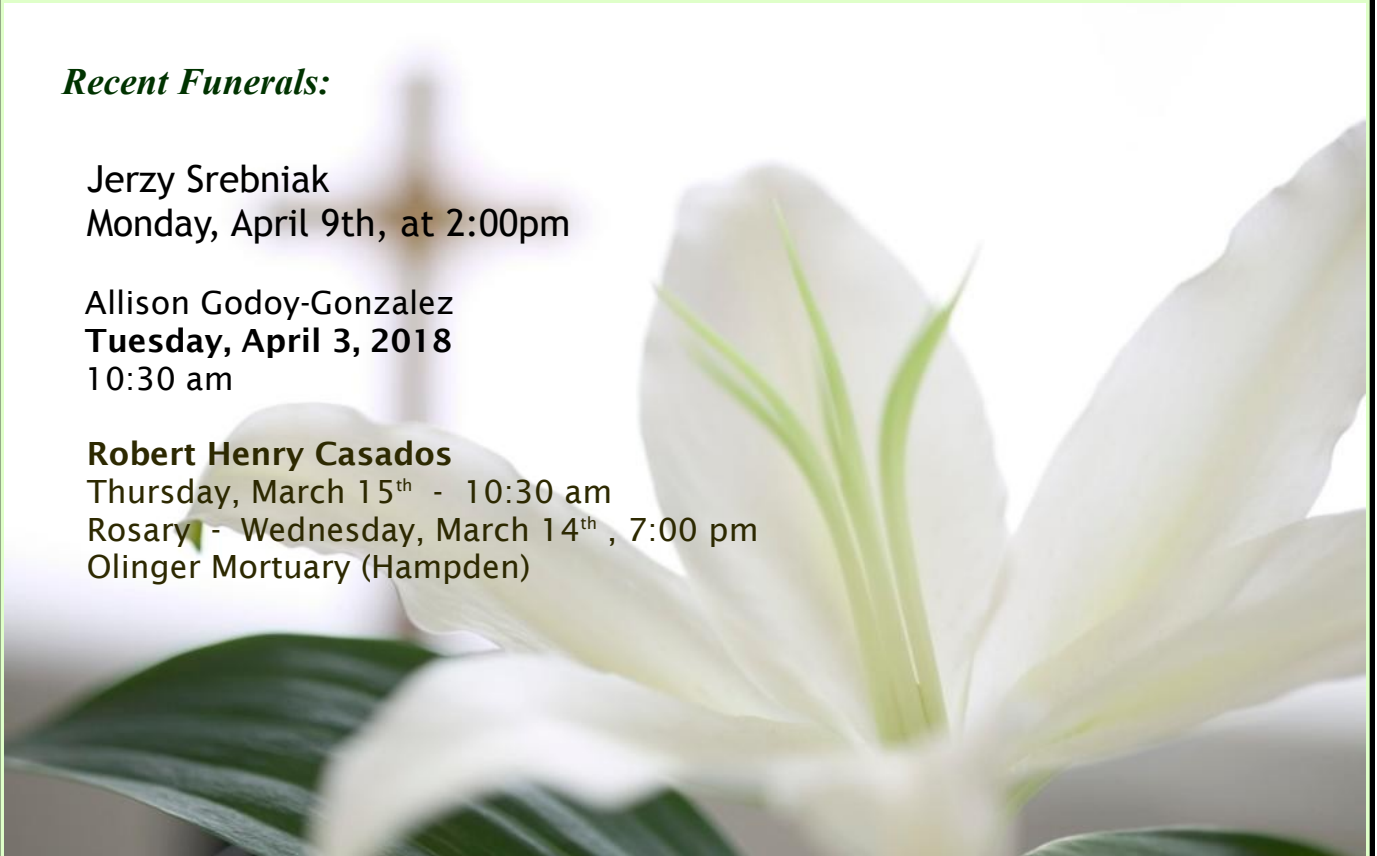 Recent Funerals:
Jerzy Srebniak
Monday, April 9th, at 2:00pm
Allison Godoy-Gonzalez
Tuesday, April 3, 2018
10:30 am
Robert Henry Casados
Thursday, March 15th - 10:30 am
Rosary - Wednesday, March 14th , 7:00 pm
Olinger Mortuary (Hampden)